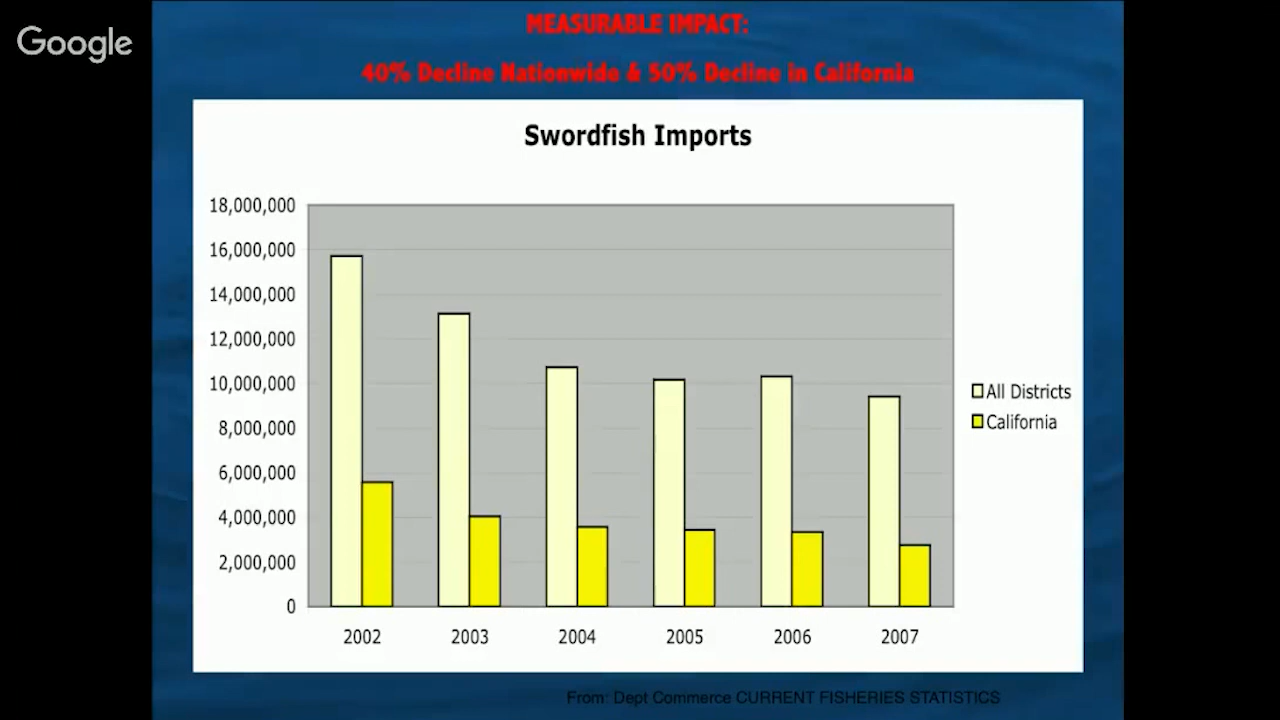 Google
MEASURABLE IMPACT:
40% Decline Nationwide & 50% Decline in California
Swordfish Imports
18,000,000
16,000,000
14,000,000
12,000,000
10,000,000
8,000,000
6,000,000
4,000,000
2,000,000
0
2002 2003 2004 2005 2006 2007
All Districts
California
From: Dept Commerce CURRENT FISHERIES STATISTICS